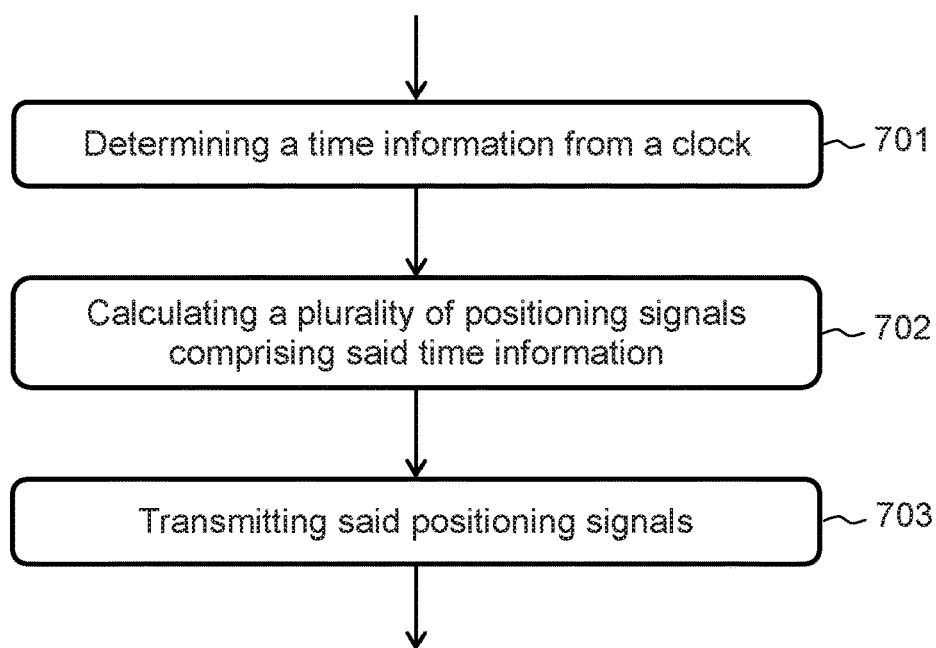 Determining a time information from a clock
701
Calculating a plurality of positioning signals
comprising said time information
702
Transmitting said positioning signals
703